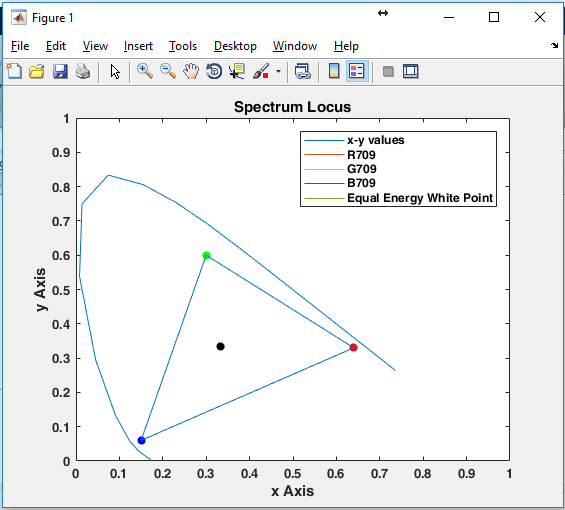 Figure 1
File Edit View Insert Tools Desktop Window Help
Spectrum Locus
1
0.9
0.8
0.7
0.6
0.5
0.4
0.3
0.2
0.1
0
y Axis
x-y values
R709
G709
B709
Equal Energy White Point
0 0.1 0.2 0.3 0.4 0.5 0.6 0.7 0.8 0.9 1
x Axis